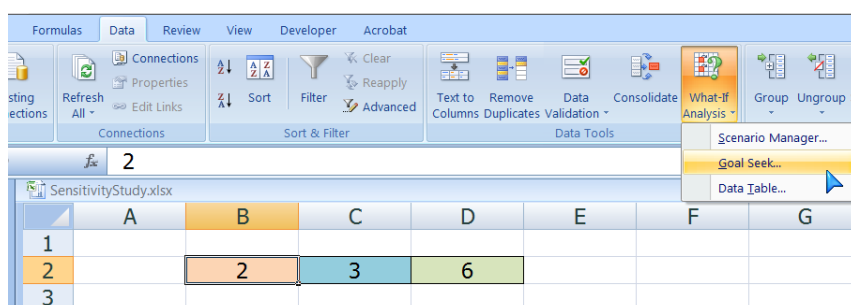 Formulas Data Review View Developer Acrobat
Connections Clear
Properties Reapply
sting Refresh Edit Links Sort Filter Advanced Text to Remove Data Consolidate What-If Group Ungroup
ections All Columns Duplicates Validation Analysis
Connections Sort & Filter Data Tools
Scenario Manager...
fx 2
Goal Seek...
SensitivityStudy.xlsx
Data Table...
A B C D E F G
1
2 2 3 6
3